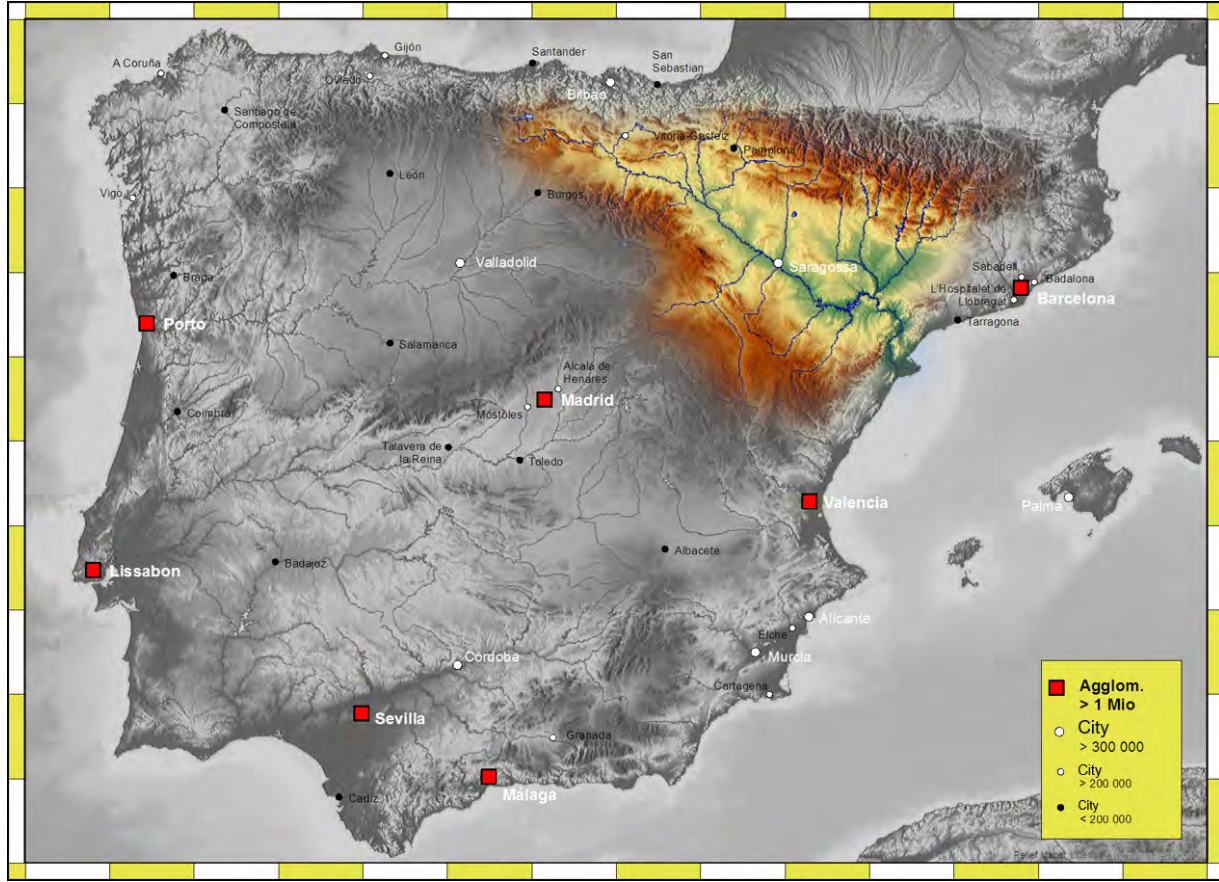 Gijón
Santander
San
Sebastian
A Coruña
Oviedo
Bilbao
Santiago de
Compostela
Vitoria-Gasteiz
Pamplona
León
Vigo
Burgos
Valladolid
Saragossa
Braga
Sabadell
Badalona
L'Hospitalet de
Llobregat
Barcelona
Porto
Tarragona
Salamanca
Alcalá de
Henares
Madrid
Móstoles
Coimbra
Talavera de
la Reina
Toledo
Valencia
Palma
Albacete
Badajoz
Lissabon
Alicante
Elche
Murcia
Córdoba
Cartagena
Sevilla
Granada
Málaga
Cadiz
Agglom.
> 1 Mio
City
> 300 000
City
> 200 000
City
< 200 000